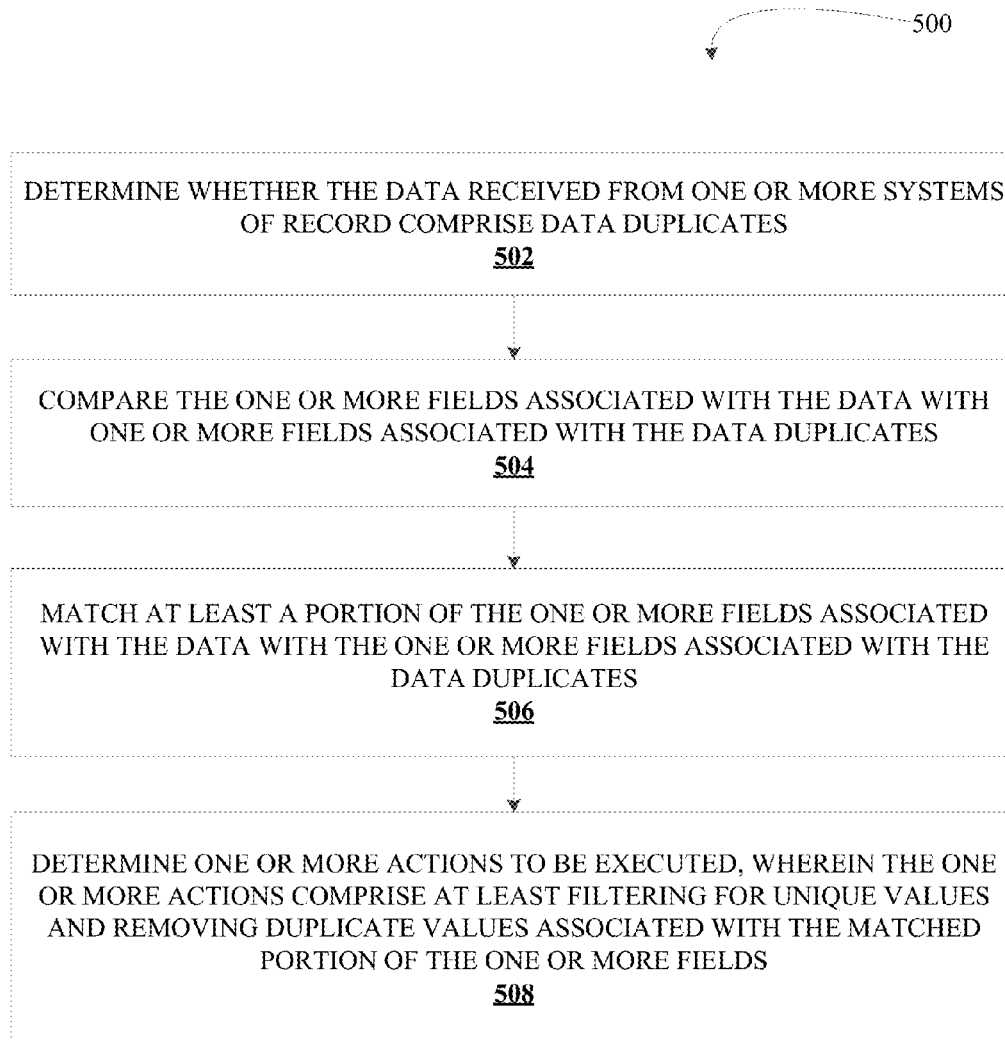 500
DETERMINE WHETHER THE DATA RECEIVED FROM ONE OR MORE SYSTEMS
OF RECORD COMPRISE DATA DUPLICATES
502
COMPARE THE ONE OR MORE FIELDS ASSOCIATED WITH THE DATA WITH
ONE OR MORE FIELDS ASSOCIATED WITH THE DATA DUPLICATES
504
MATCH AT LEAST A PORTION OF THE ONE OR MORE FIELDS ASSOCIATED
WITH THE DATA WITH THE ONE OR MORE FIELDS ASSOCIATED WITH THE
DATA DUPLICATES
506
DETERMINE ONE OR MORE ACTIONS TO BE EXECUTED, WHEREIN THE ONE
OR MORE ACTIONS COMPRISE AT LEAST FILTERING FOR UNIQUE VALUES
AND REMOVING DUPLICATE VALUES ASSOCIATED WITH THE MATCHED
PORTION OF THE ONE OR MORE FIELDS
508